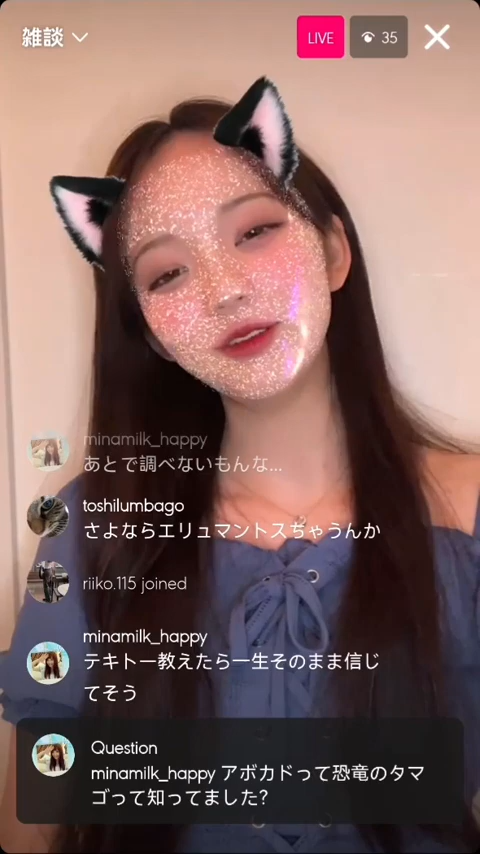 雑談
LIVE
35
minamilk_happy
あとで調べないもんな...
toshilumbago
さよならエリュマントスちゃうんか
riiko.115 joined
minamilk_happy
テキトー教えたら一生そのまま信じ
てそう
Question
minamilk_happy アボカドって恐竜のタマ
ゴって知ってました?